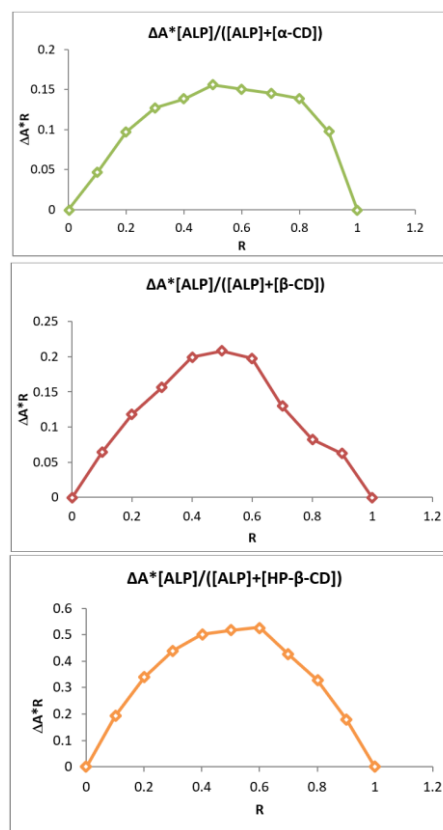 ΔA*[ALP]/([ALP]+[α-CD])
0.2
0.15
0.1
0.05
0
ΔA*R
0 0.2 0.4 0.6 0.8 1 1.2
R
ΔA*[ALP]/([ALP]+[β-CD])
0.25
0.2
0.15
0.1
0.05
0
ΔA*R
0 0.2 0.4 0.6 0.8 1 1.2
R
ΔA*[ALP]/([ALP]+[HP-β-CD])
0.6
0.5
0.4
0.3
0.2
0.1
0
ΔA*R
0 0.2 0.4 0.6 0.8 1 1.2
R